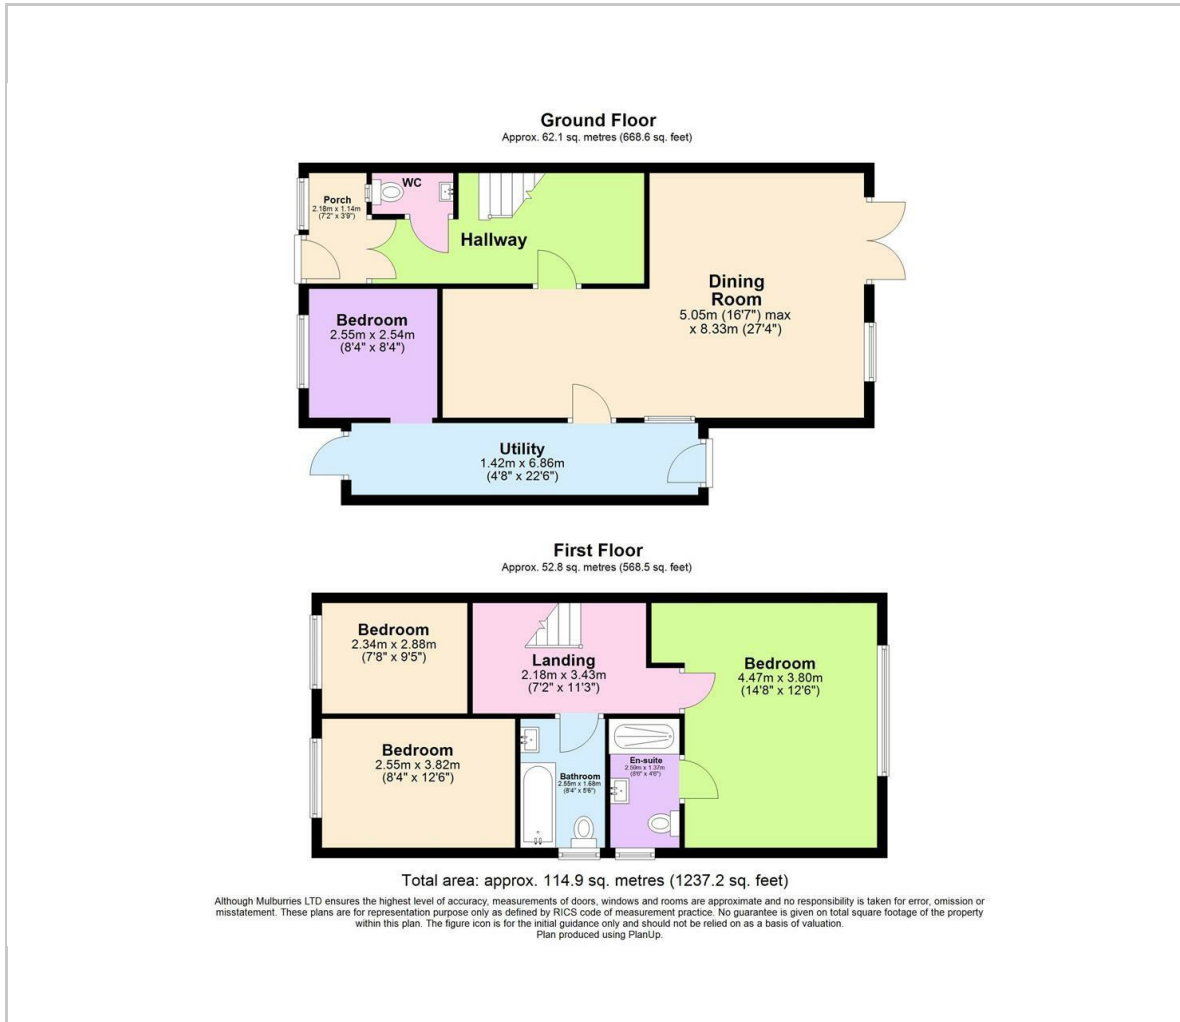 Ground Floor
Approx. 62.1 sq. metres (668.6 sq. feet)
WC
Porch
2.18m x 1.14m
(7'2" x 3'9")
Hallway
Dining
Room
5.05m (16'7") max
x 8.33m (27'4")
Bedroom
2.55m x 2.54m
(8'4" x 8'4")
Utility
1.42m x 6.86m
(4'8" x 22'6")
First Floor
Approx. 52.8 sq. metres (568.5 sq. feet)
Bedroom
2.34m x 2.88m
(7'8" x 9'5")
Landing
2.18m x 3.43m
(7'2" x 11'3")
Bedroom
4.47m x 3.80m
(14'8" x 12'6")
Bedroom
2.55m x 3.82m
(8'4" x 12'6")
Bathroom
2.55m x 1.68m
(8'4" x 5'6")
En-suite
2.59m x 1.37m
(8'6" x 4'6")
Total area: approx. 114.9 sq. metres (1237.2 sq. feet)
Although Mulburries LTD ensures the highest level of accuracy, measurements of doors, windows and rooms are approximate and no responsibility is taken for error, omission or
misstatement. These plans are for representation purpose only as defined by RICS code of measurement practice. No guarantee is given on total square footage of the property
within this plan. The figure icon is for the initial guidance only and should not be relied on as a basis of valuation.
Plan produced using PlanUp.